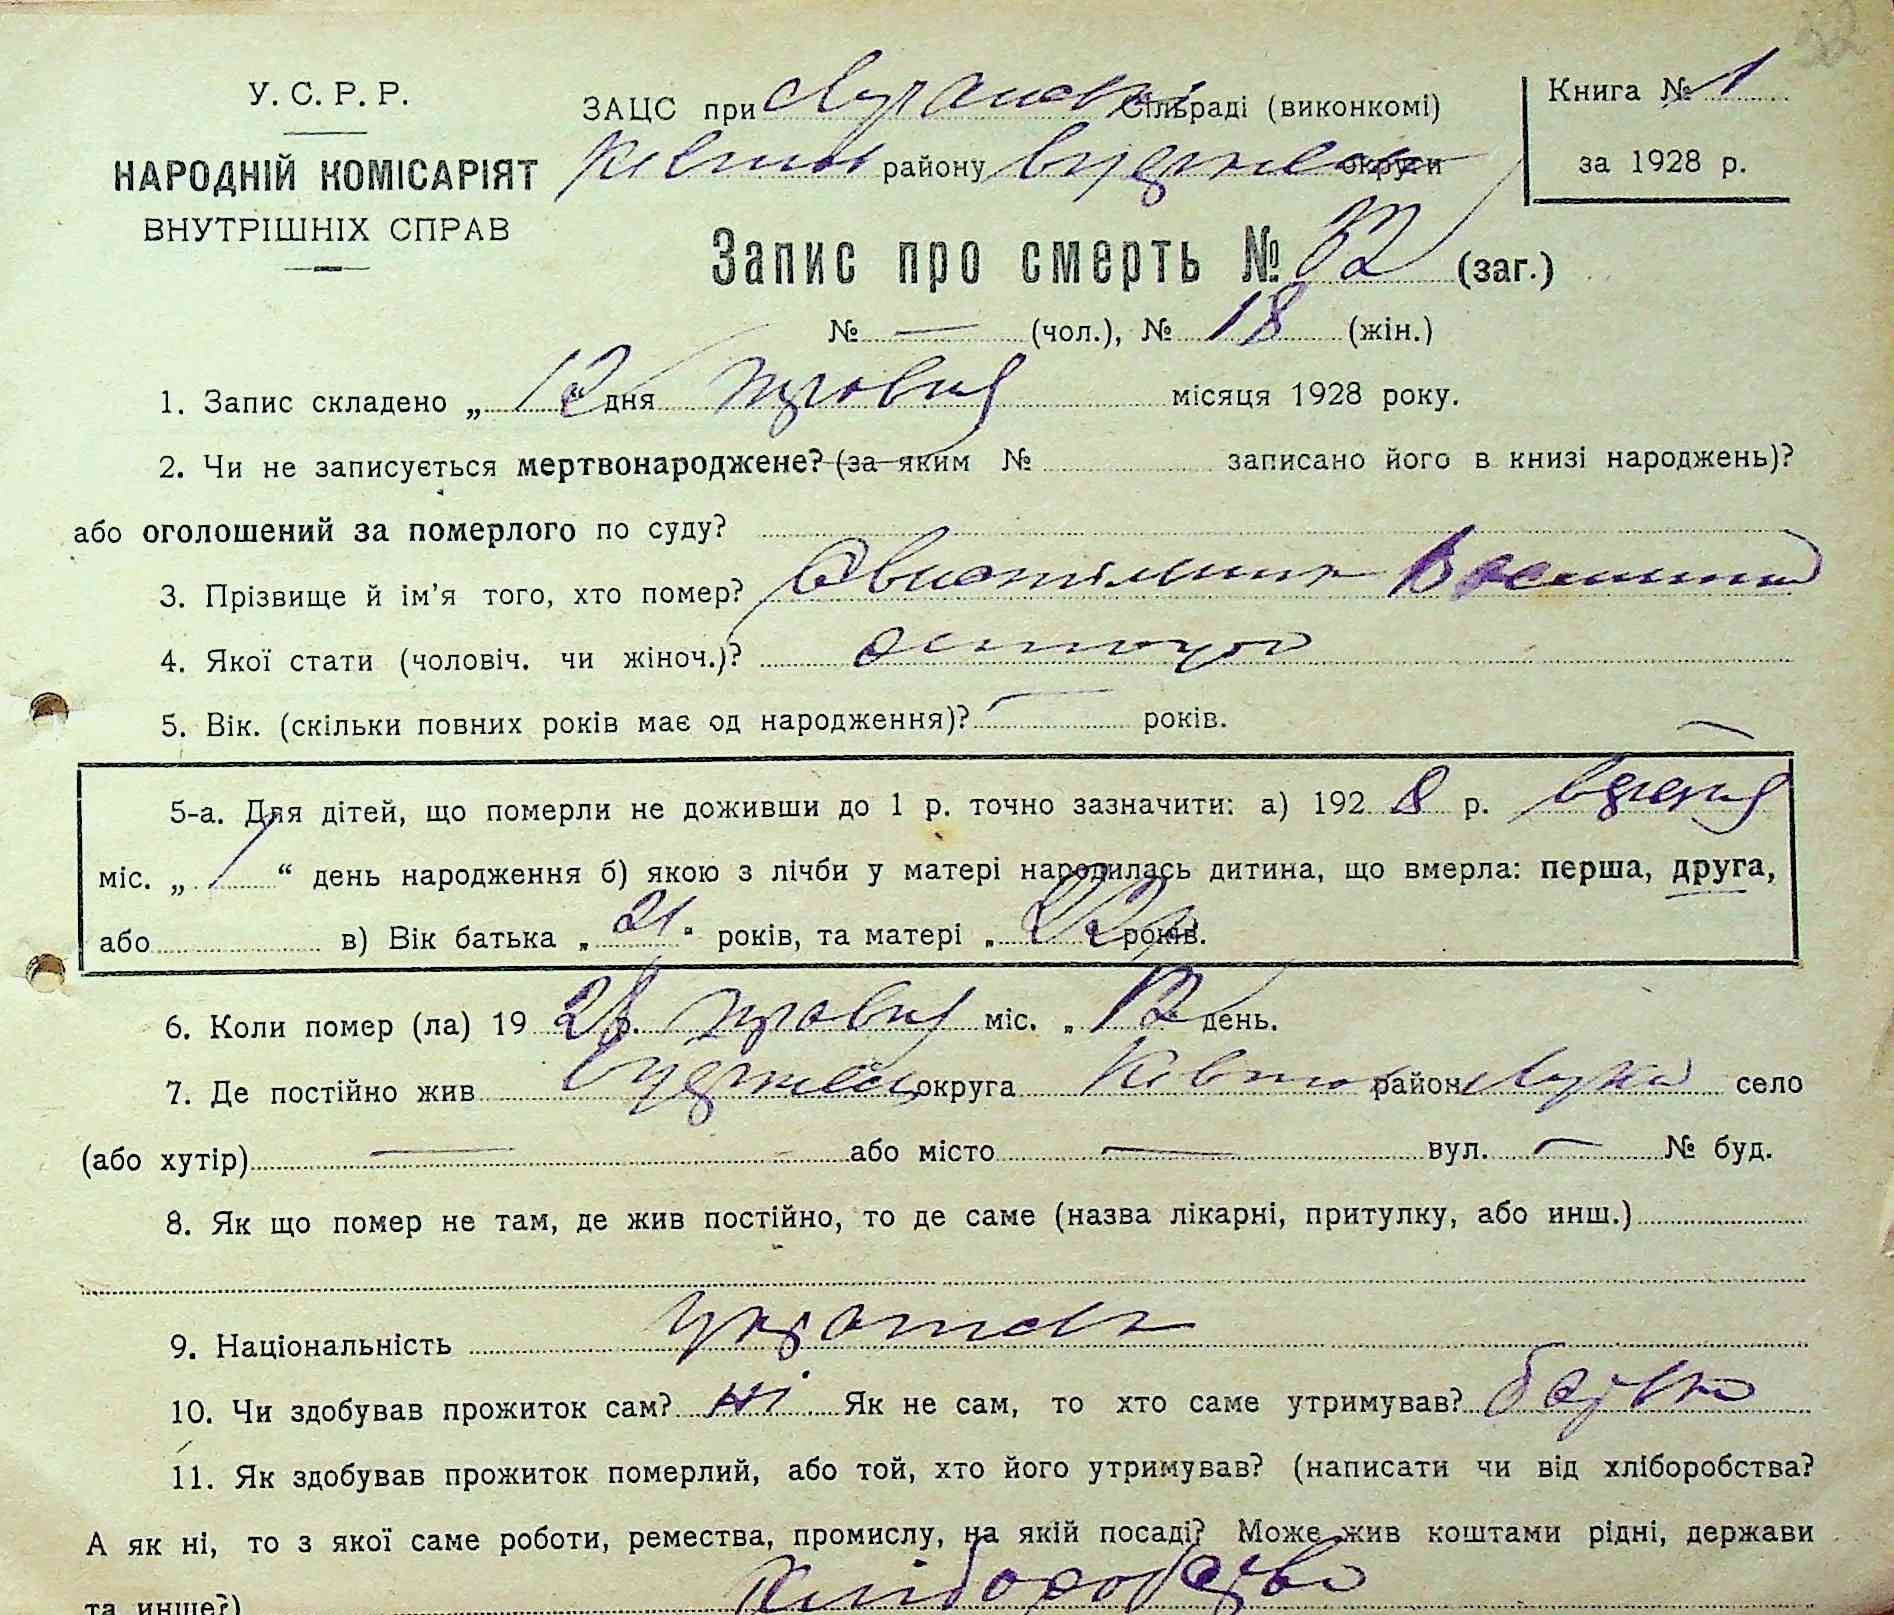 У. С. Р. Р.
НАРОДНІЙ КОМІСАРІЯТ
ВНУТРІШНІХ СПРАВ
ЗАЦС при Сільраді (виконкомі)
району округи
Книга № 1
за 1928 р.
Запис про смерть № 32 (заг.)
№ — (чол.), № 18 (жін.)
1. Запис складено „ 12 " дня травня місяця 1928 року.
2. Чи не записується мертвонароджене? (за яким № записано його в книзі народжень)?
або оголошений за померлого по суду?
3. Прізвище й ім'я того, хто помер?
4. Якої стати (чоловіч. чи жіноч.)?
5. Вік. (скільки повних років має од народження)? — років.
5-а. Для дітей, що померли не доживши до 1 р. точно зазначити: а) 192 8 р.
міс. „ 1 “ день народження б) якою з лічби у матері народилась дитина, що вмерла: перша, друга,
або в) Вік батька „ 21 " років, та матері „ 22 років.
6. Коли помер (ла) 19 28 р. травня міс. „ 12 день.
7. Де постійно жив округа район Лука село
(або хутір) — або місто — вул. — № буд.
8. Як що помер не там, де жив постійно, то де саме (назва лікарні, притулку, або инш.)
9. Національність
10. Чи здобував прожиток сам? ні Як не сам, то хто саме утримував? батько
11. Як здобував прожиток померлий, або той, хто його утримував? (написати чи від хліборобства?
А як ні, то з якої саме роботи, ремества, промислу, на якій посаді? Може жив коштами рідні, держави
та инше?) хліборобство